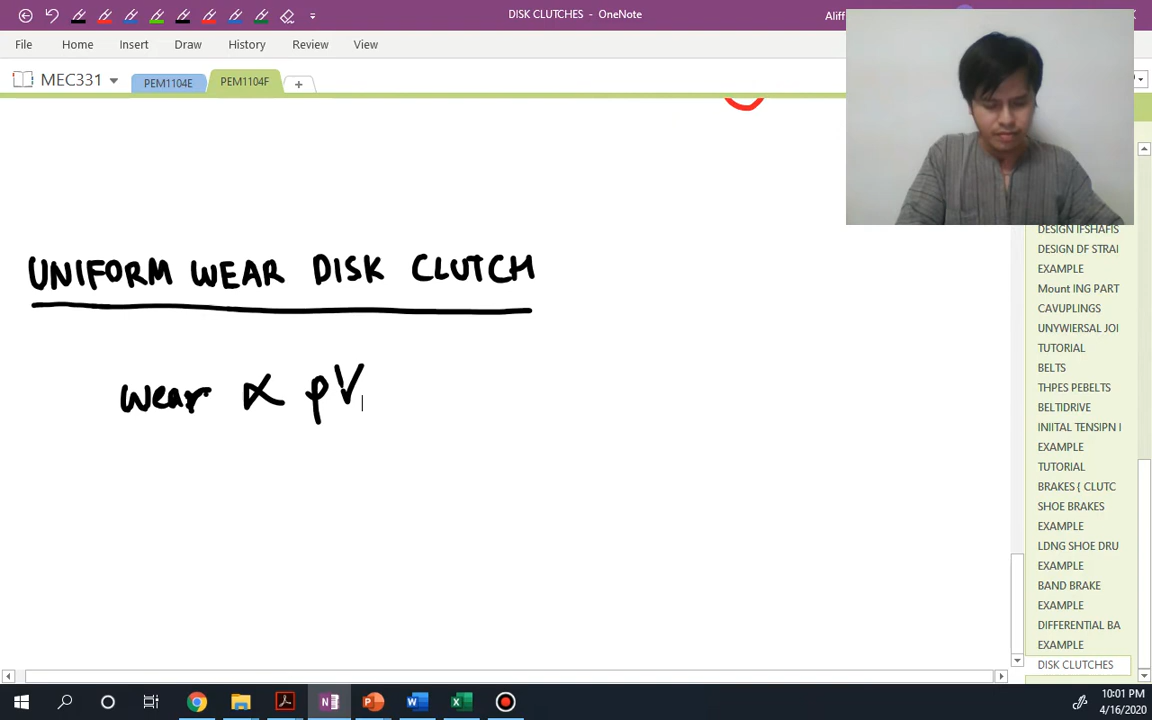 DISK CLUTCHES - OneNote
Aliff
File Home Insert Draw History Review View
MEC331 PEM1104E PEM1104F
UNIFORM WEAR DISK CLUTCH
wear ∝ pV
DESIGN IFSHAFIS
DESIGN DF STRAI
EXAMPLE
Mount ING PART
CAVUPLINGS
UNYWIERSAL JOI
TUTORIAL
BELTS
THPES PEBELTS
BELTIDRIVE
INIITAL TENSIPN I
EXAMPLE
TUTORIAL
BRAKES { CLUTC
SHOE BRAKES
EXAMPLE
LDNG SHOE DRU
EXAMPLE
BAND BRAKE
EXAMPLE
DIFFERENTIAL BA
EXAMPLE
DISK CLUTCHES
10:01 PM
4/16/2020